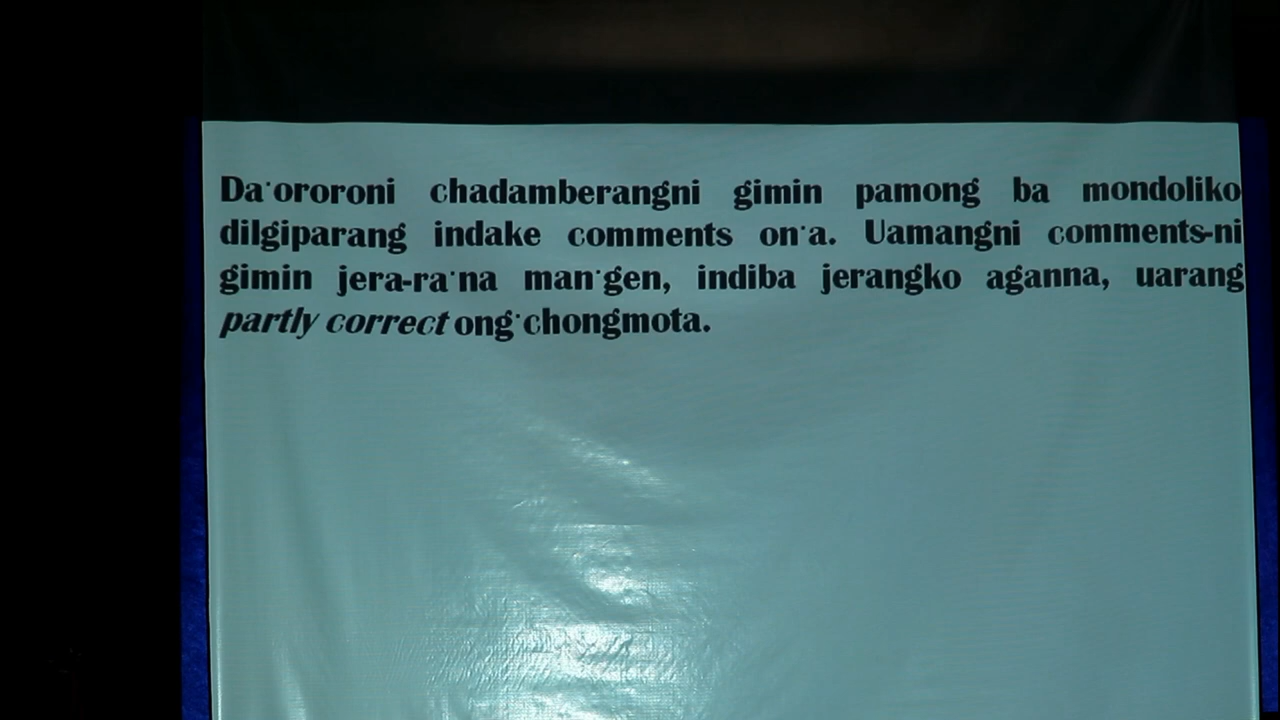 Da·ororoni chadamberangni gimin pamong ba mondoliko
dilgiparang indake comments on·a. Uamangni comments-ni
gimin jera-ra·na man·gen, indiba jerangko aganna, uarang
partly correct ong·chongmota.